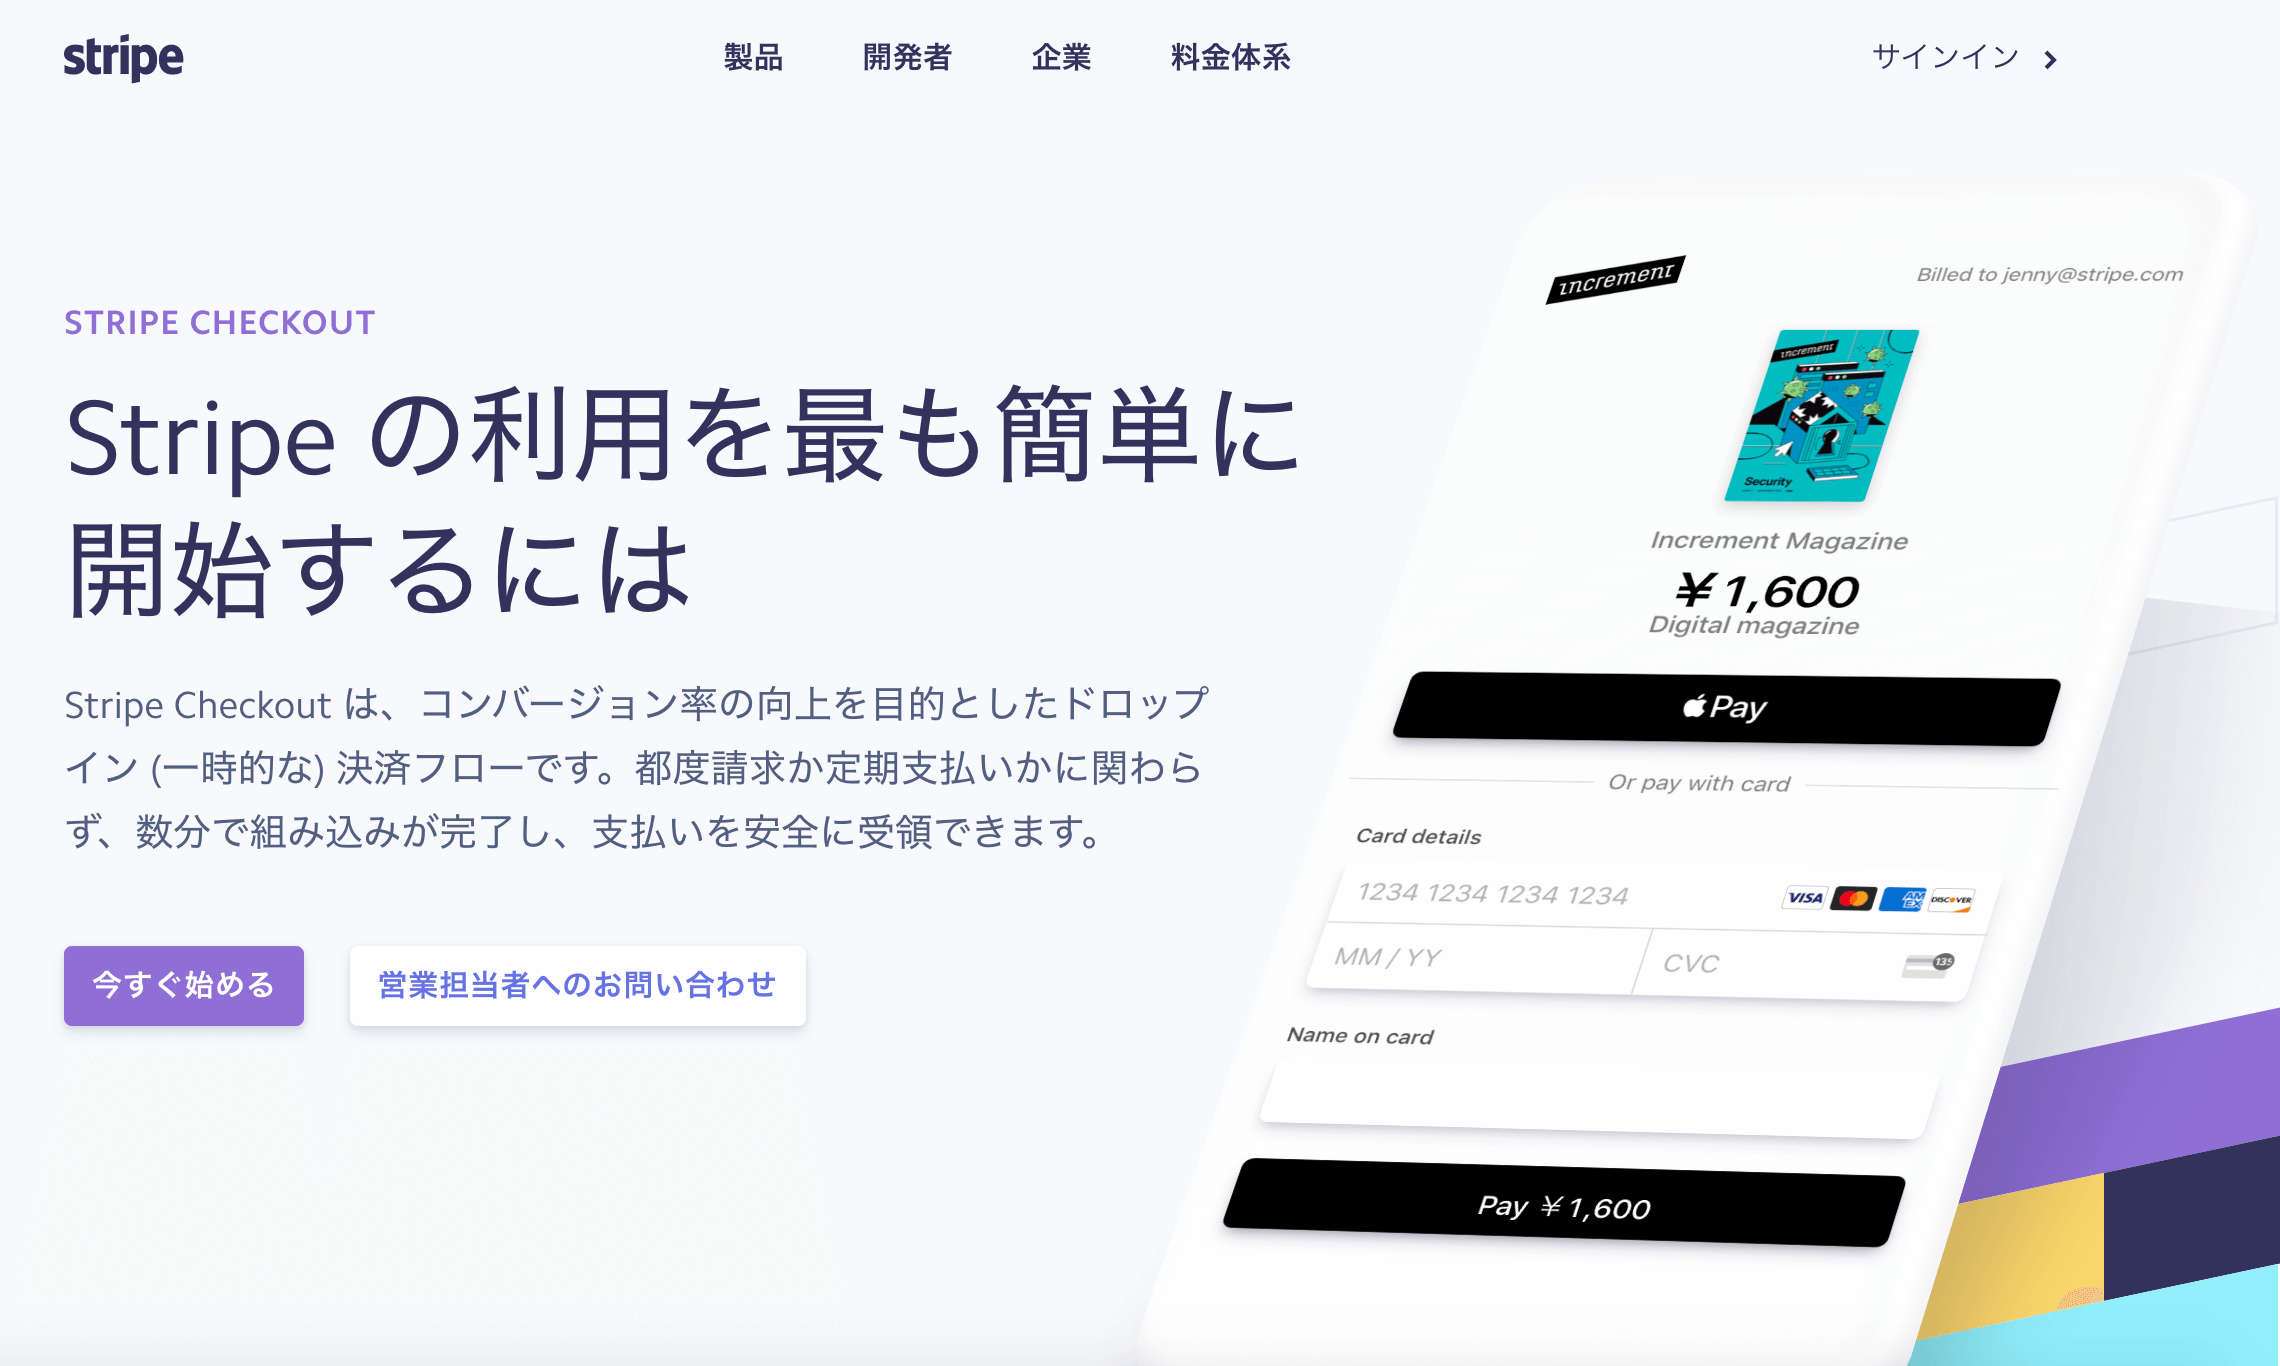 stripe
製品 開発者 企業 料金体系
サインイン
STRIPE CHECKOUT
Stripe の利用を最も簡単に
開始するには
Stripe Checkout は、コンバージョン率の向上を目的としたドロップ
イン (一時的な) 決済フローです。都度請求か定期支払いかに関わら
ず、数分で組み込みが完了し、支払いを安全に受領できます。
今すぐ始める
営業担当者へのお問い合わせ
increment
Billed to jenny@stripe.com
increment
Security
Increment Magazine
¥1,600
Digital magazine
Pay
Or pay with card
Card details
1234 1234 1234 1234
VISA
AMEX
DISCOVER
MM / YY
CVC
135
Name on card
Pay ¥1,600